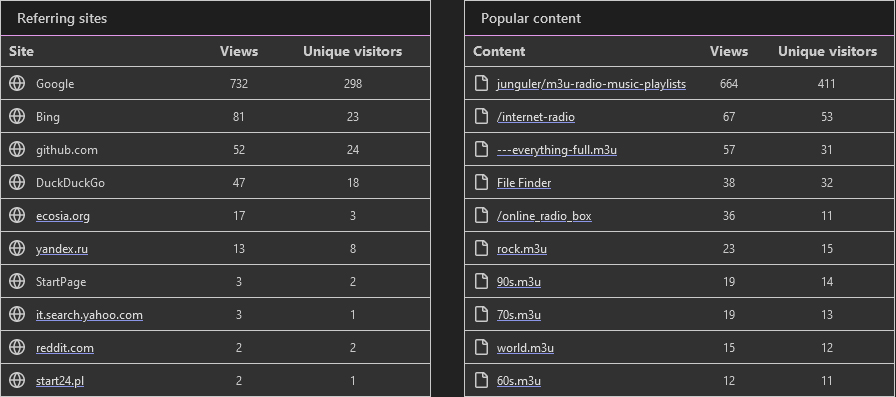 Referring sites
Site Views Unique visitors
Google 732 298
Bing 81 23
github.com 52 24
DuckDuckGo 47 18
ecosia.org 17 3
yandex.ru 13 8
StartPage 3 2
it.search.yahoo.com 3 1
reddit.com 2 2
start24.pl 2 1
Popular content
Content Views Unique visitors
junguler/m3u-radio-music-playlists 664 411
/internet-radio 67 53
---everything-full.m3u 57 31
File Finder 38 32
/online_radio_box 36 11
rock.m3u 23 15
90s.m3u 19 14
70s.m3u 19 13
world.m3u 15 12
60s.m3u 12 11